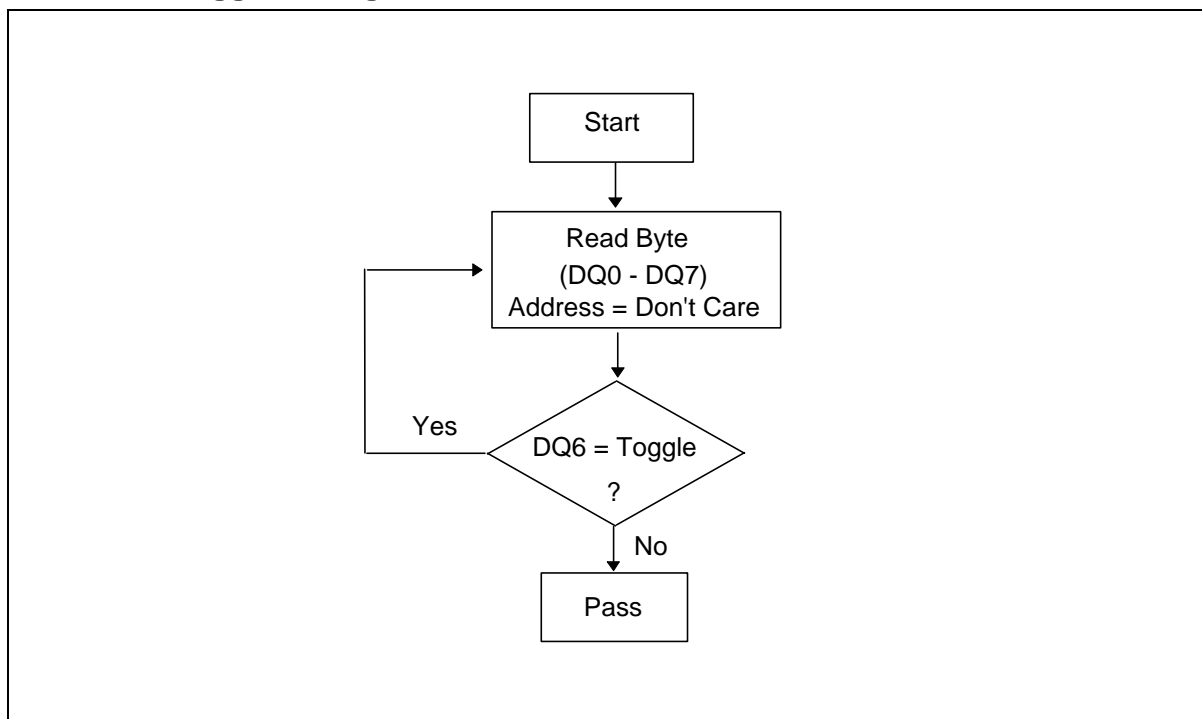 Start
Read Byte
(DQ0 - DQ7)
Address = Don't Care
Yes
DQ6 = Toggle
?
No
Pass